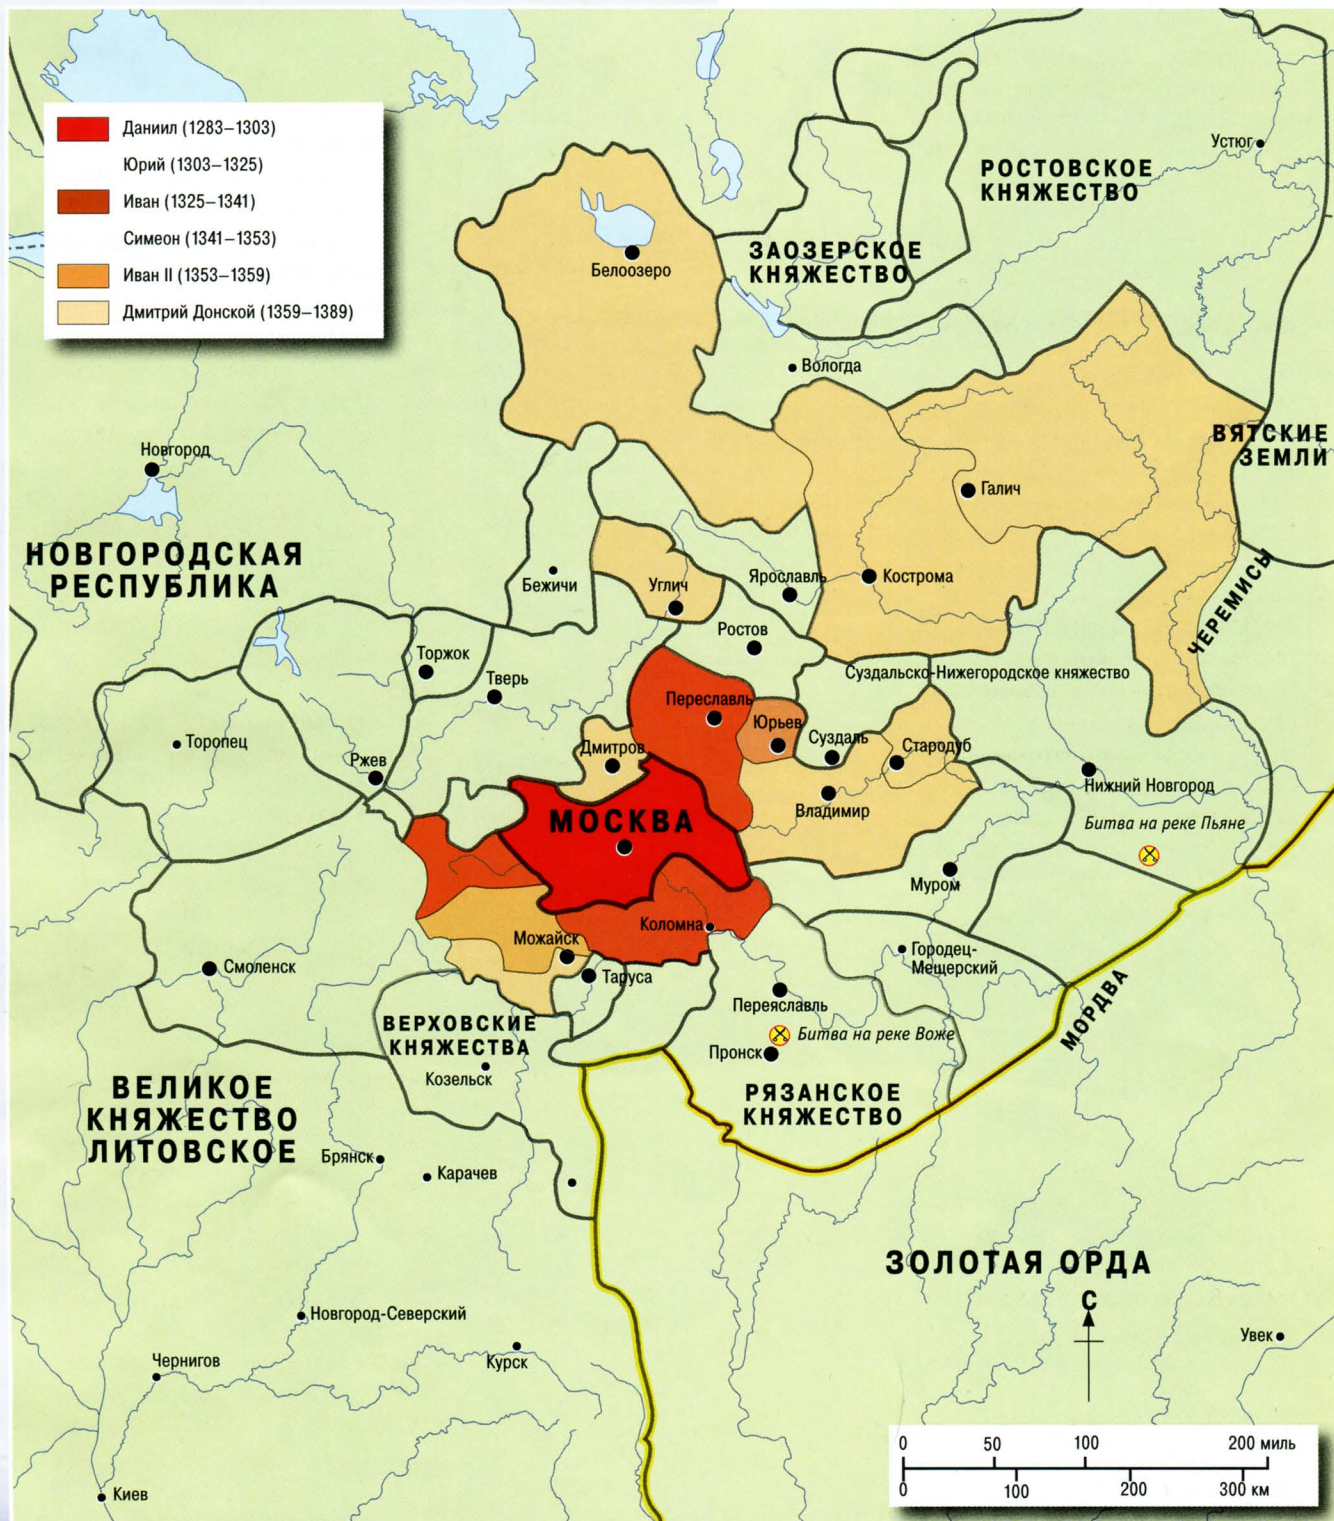 Даниил (1283–1303)
Юрий (1303–1325)
Иван (1325–1341)
Симеон (1341–1353)
Иван II (1353–1359)
Дмитрий Донской (1359–1389)
Устюг
РОСТОВСКОЕ
КНЯЖЕСТВО
ЗАОЗЕРСКОЕ
КНЯЖЕСТВО
Белоозеро
Вологда
ВЯТСКИЕ
ЗЕМЛИ
Новгород
Галич
НОВГОРОДСКАЯ
РЕСПУБЛИКА
Бежичи
Углич
Ярославль
Кострома
ЧЕРЕМИСЫ
Ростов
Торжок
Тверь
Суздальско-Нижегородское княжество
Переславль
Юрьев
Суздаль
Стародуб
Торопец
Ржев
Дмитров
Нижний Новгород
Владимир
МОСКВА
Битва на реке Пьяне
Муром
Коломна
Можайск
Городец-
Мещерский
Смоленск
Таруса
Переяславль
МОРДВА
ВЕРХОВСКИЕ
КНЯЖЕСТВА
Битва на реке Воже
Пронск
Козельск
РЯЗАНСКОЕ
КНЯЖЕСТВО
ВЕЛИКОЕ
КНЯЖЕСТВО
ЛИТОВСКОЕ
Брянск
Карачев
ЗОЛОТАЯ ОРДА
С
Новгород-Северский
Увек
Курск
Чернигов
Киев
0 50 100 200 миль
0 100 200 300 км